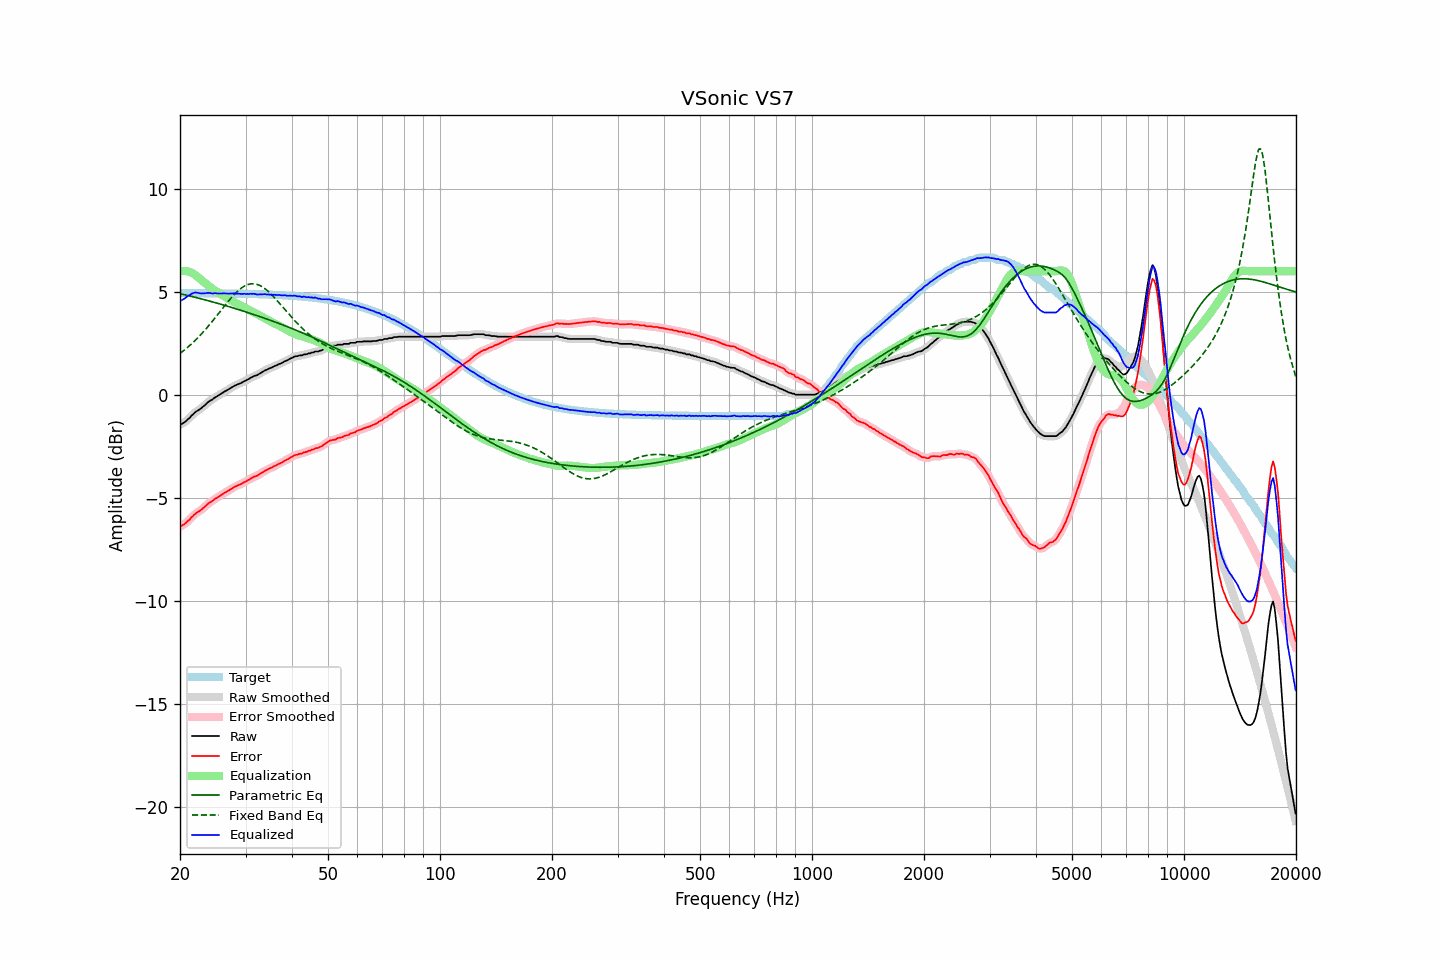 VSonic VS7
Amplitude (dBr)
10
5
0
−5
−10
−15
−20
Target
Raw Smoothed
Error Smoothed
Raw
Error
Equalization
Parametric Eq
Fixed Band Eq
Equalized
20 50 100 200 500 1000 2000 5000 10000 20000
Frequency (Hz)